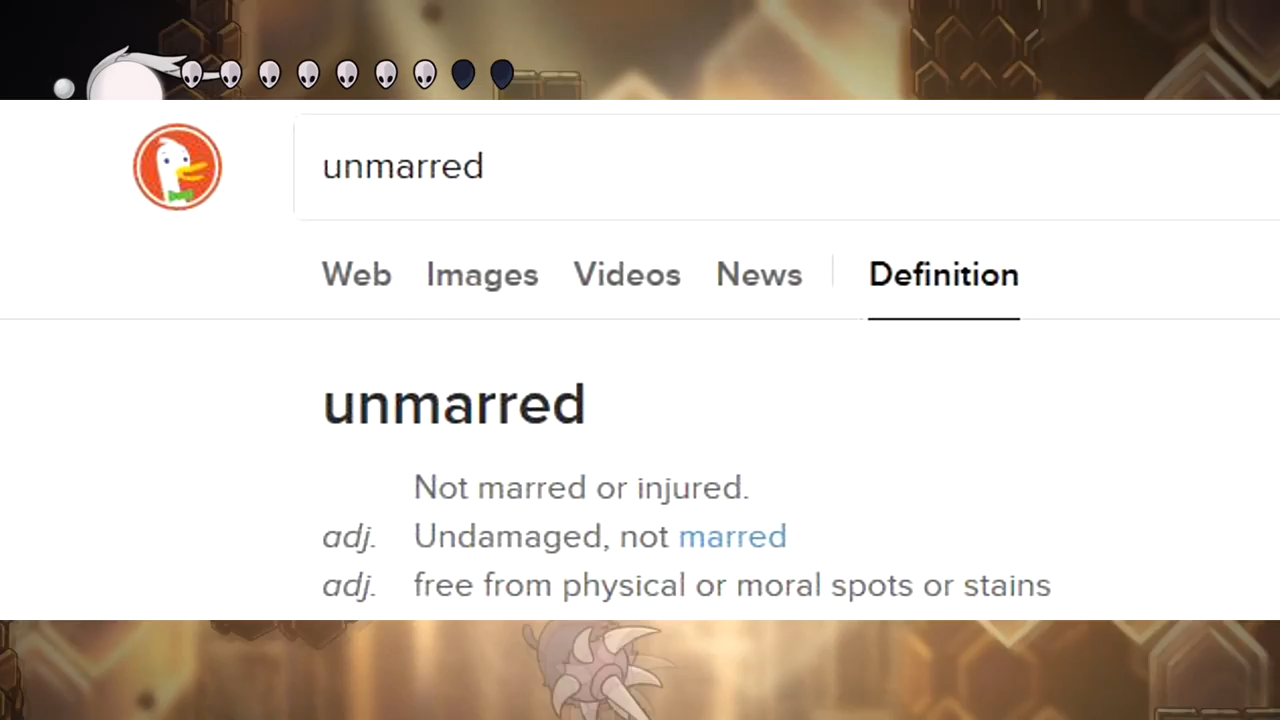 unmarred
Web Images Videos News Definition
unmarred
Not marred or injured.
adj. Undamaged, not marred
adj. free from physical or moral spots or stains